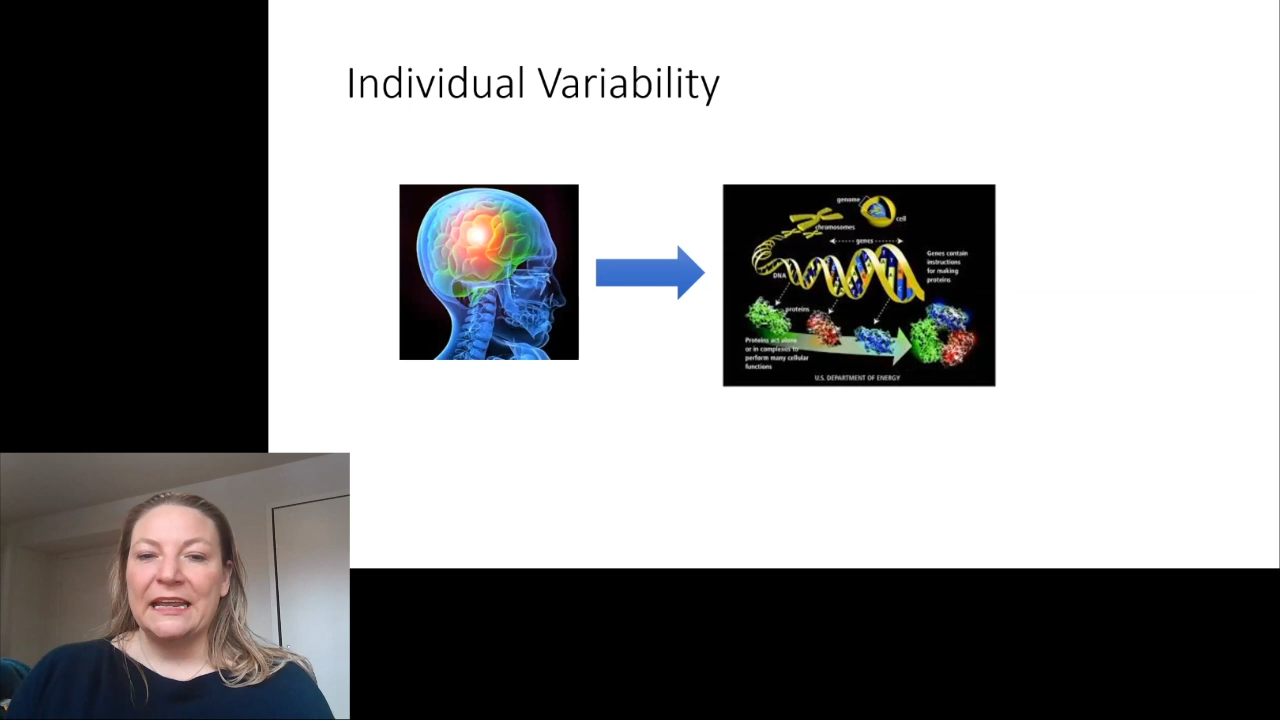 Individual Variability
genome
cell
chromosomes
genes
Genes contain
instructions
for making
proteins
DNA
proteins
Proteins act alone
or in complexes to
perform many cellular
functions
U.S. DEPARTMENT OF ENERGY